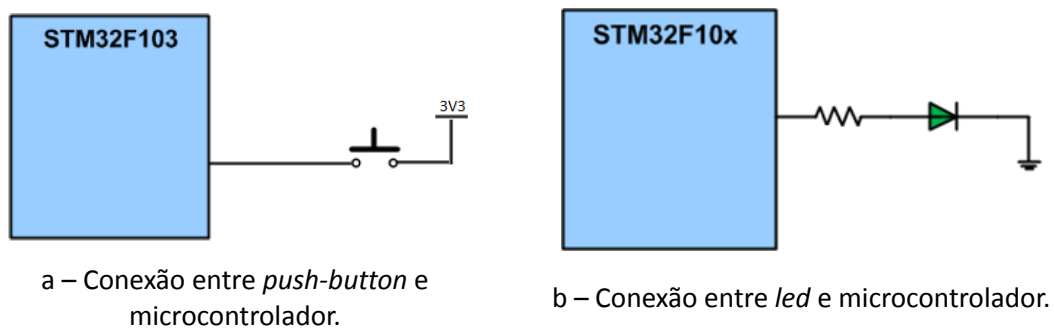 STM32F103
3V3
a – Conexão entre push-button e
microcontrolador.
STM32F10x
b – Conexão entre led e microcontrolador.